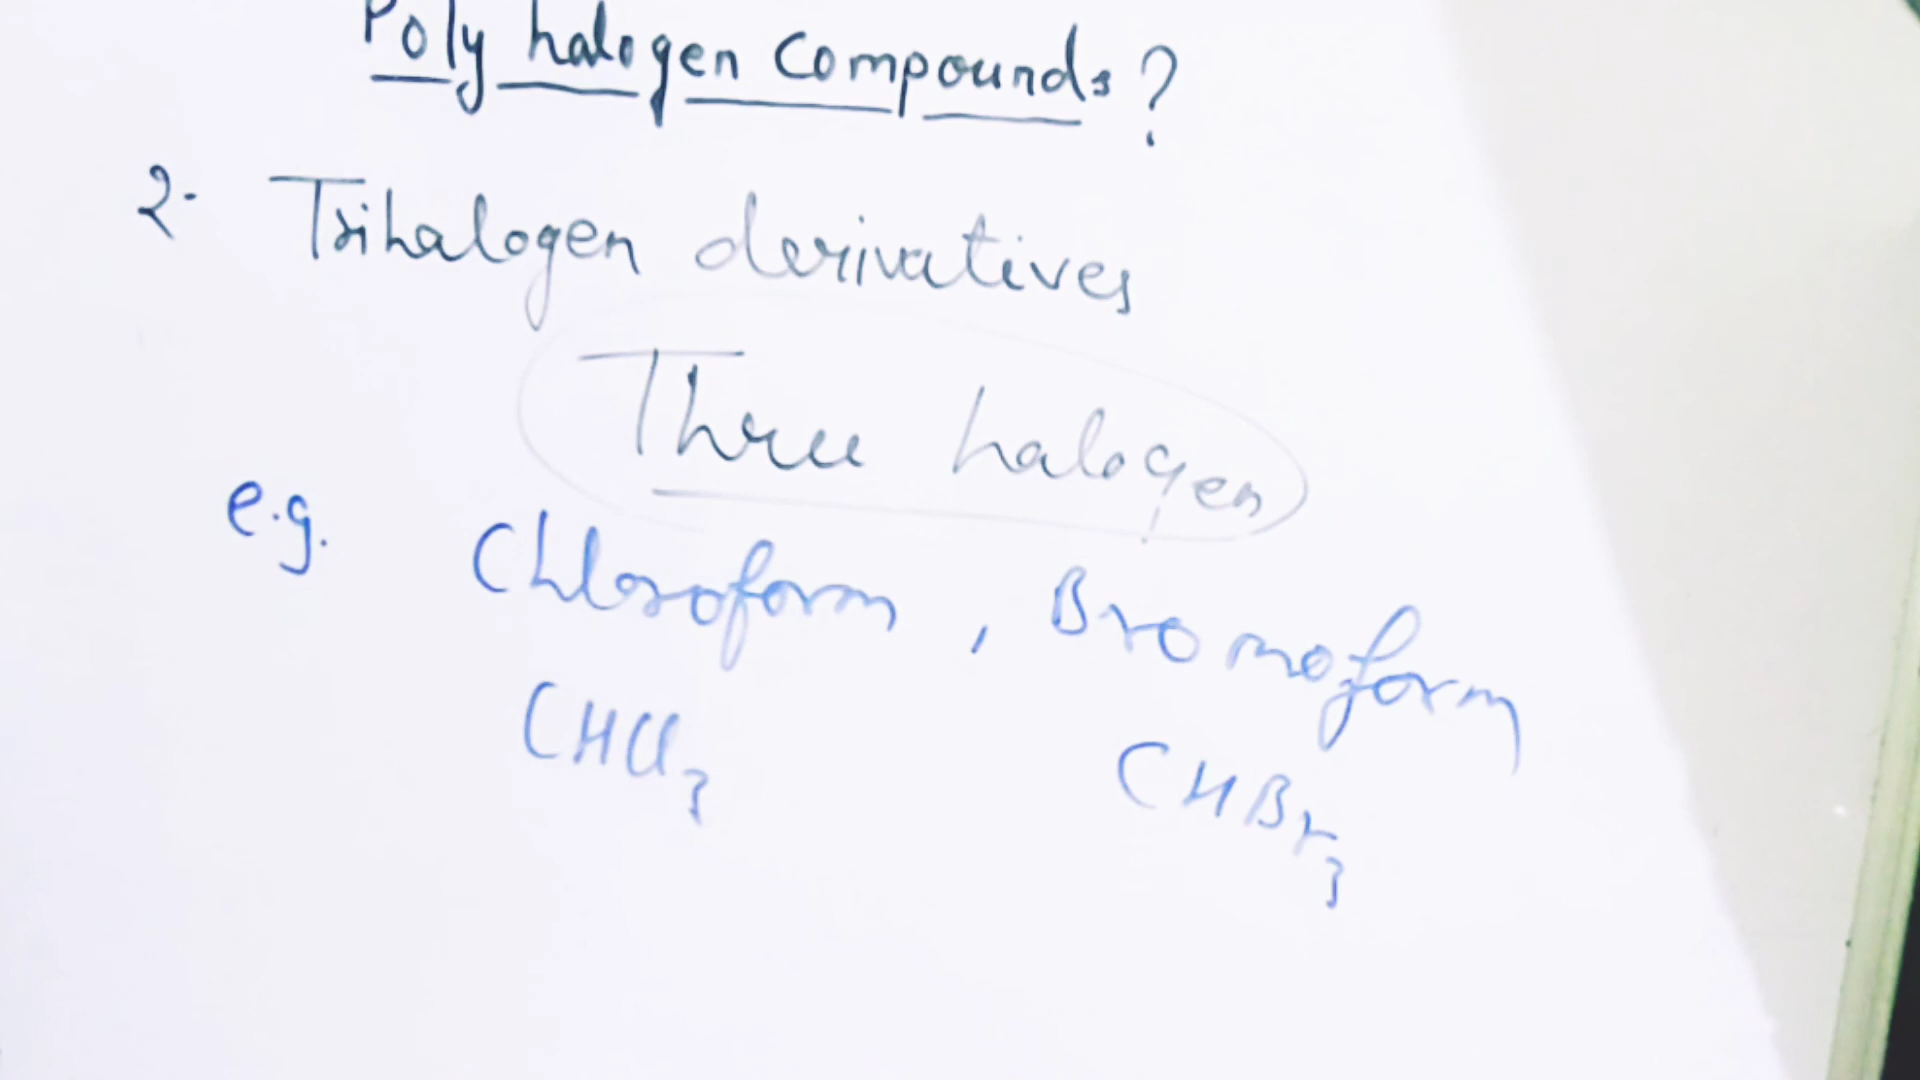 Poly halogen compounds?
2. Trihalogen derivatives
Three halogen
e.g. Chloroform, Bromoform
CHCl3 CHBr3